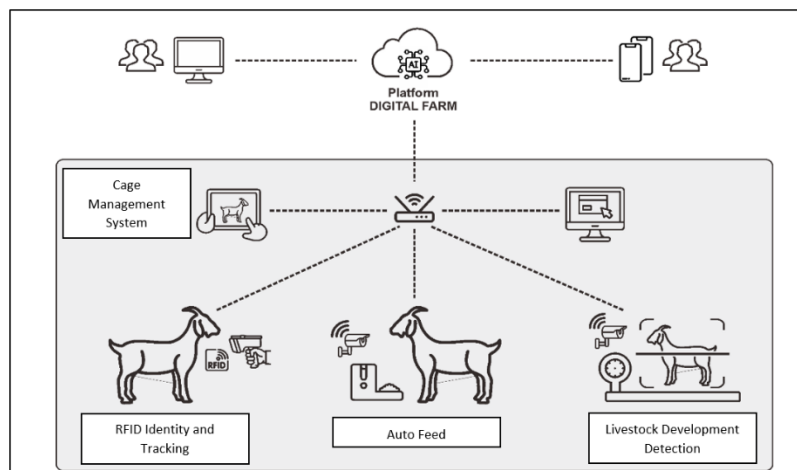 AI
Platform
DIGITAL FARM
Cage
Management
System
RFID
RFID Identity and
Tracking
Auto Feed
Livestock Development
Detection